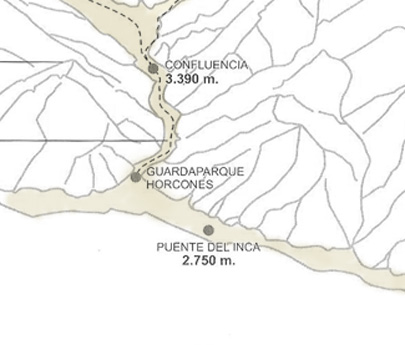 CONFLUENCIA
3.390 m.
GUARDAPARQUE
HORCONES
PUENTE DEL INCA
2.750 m.